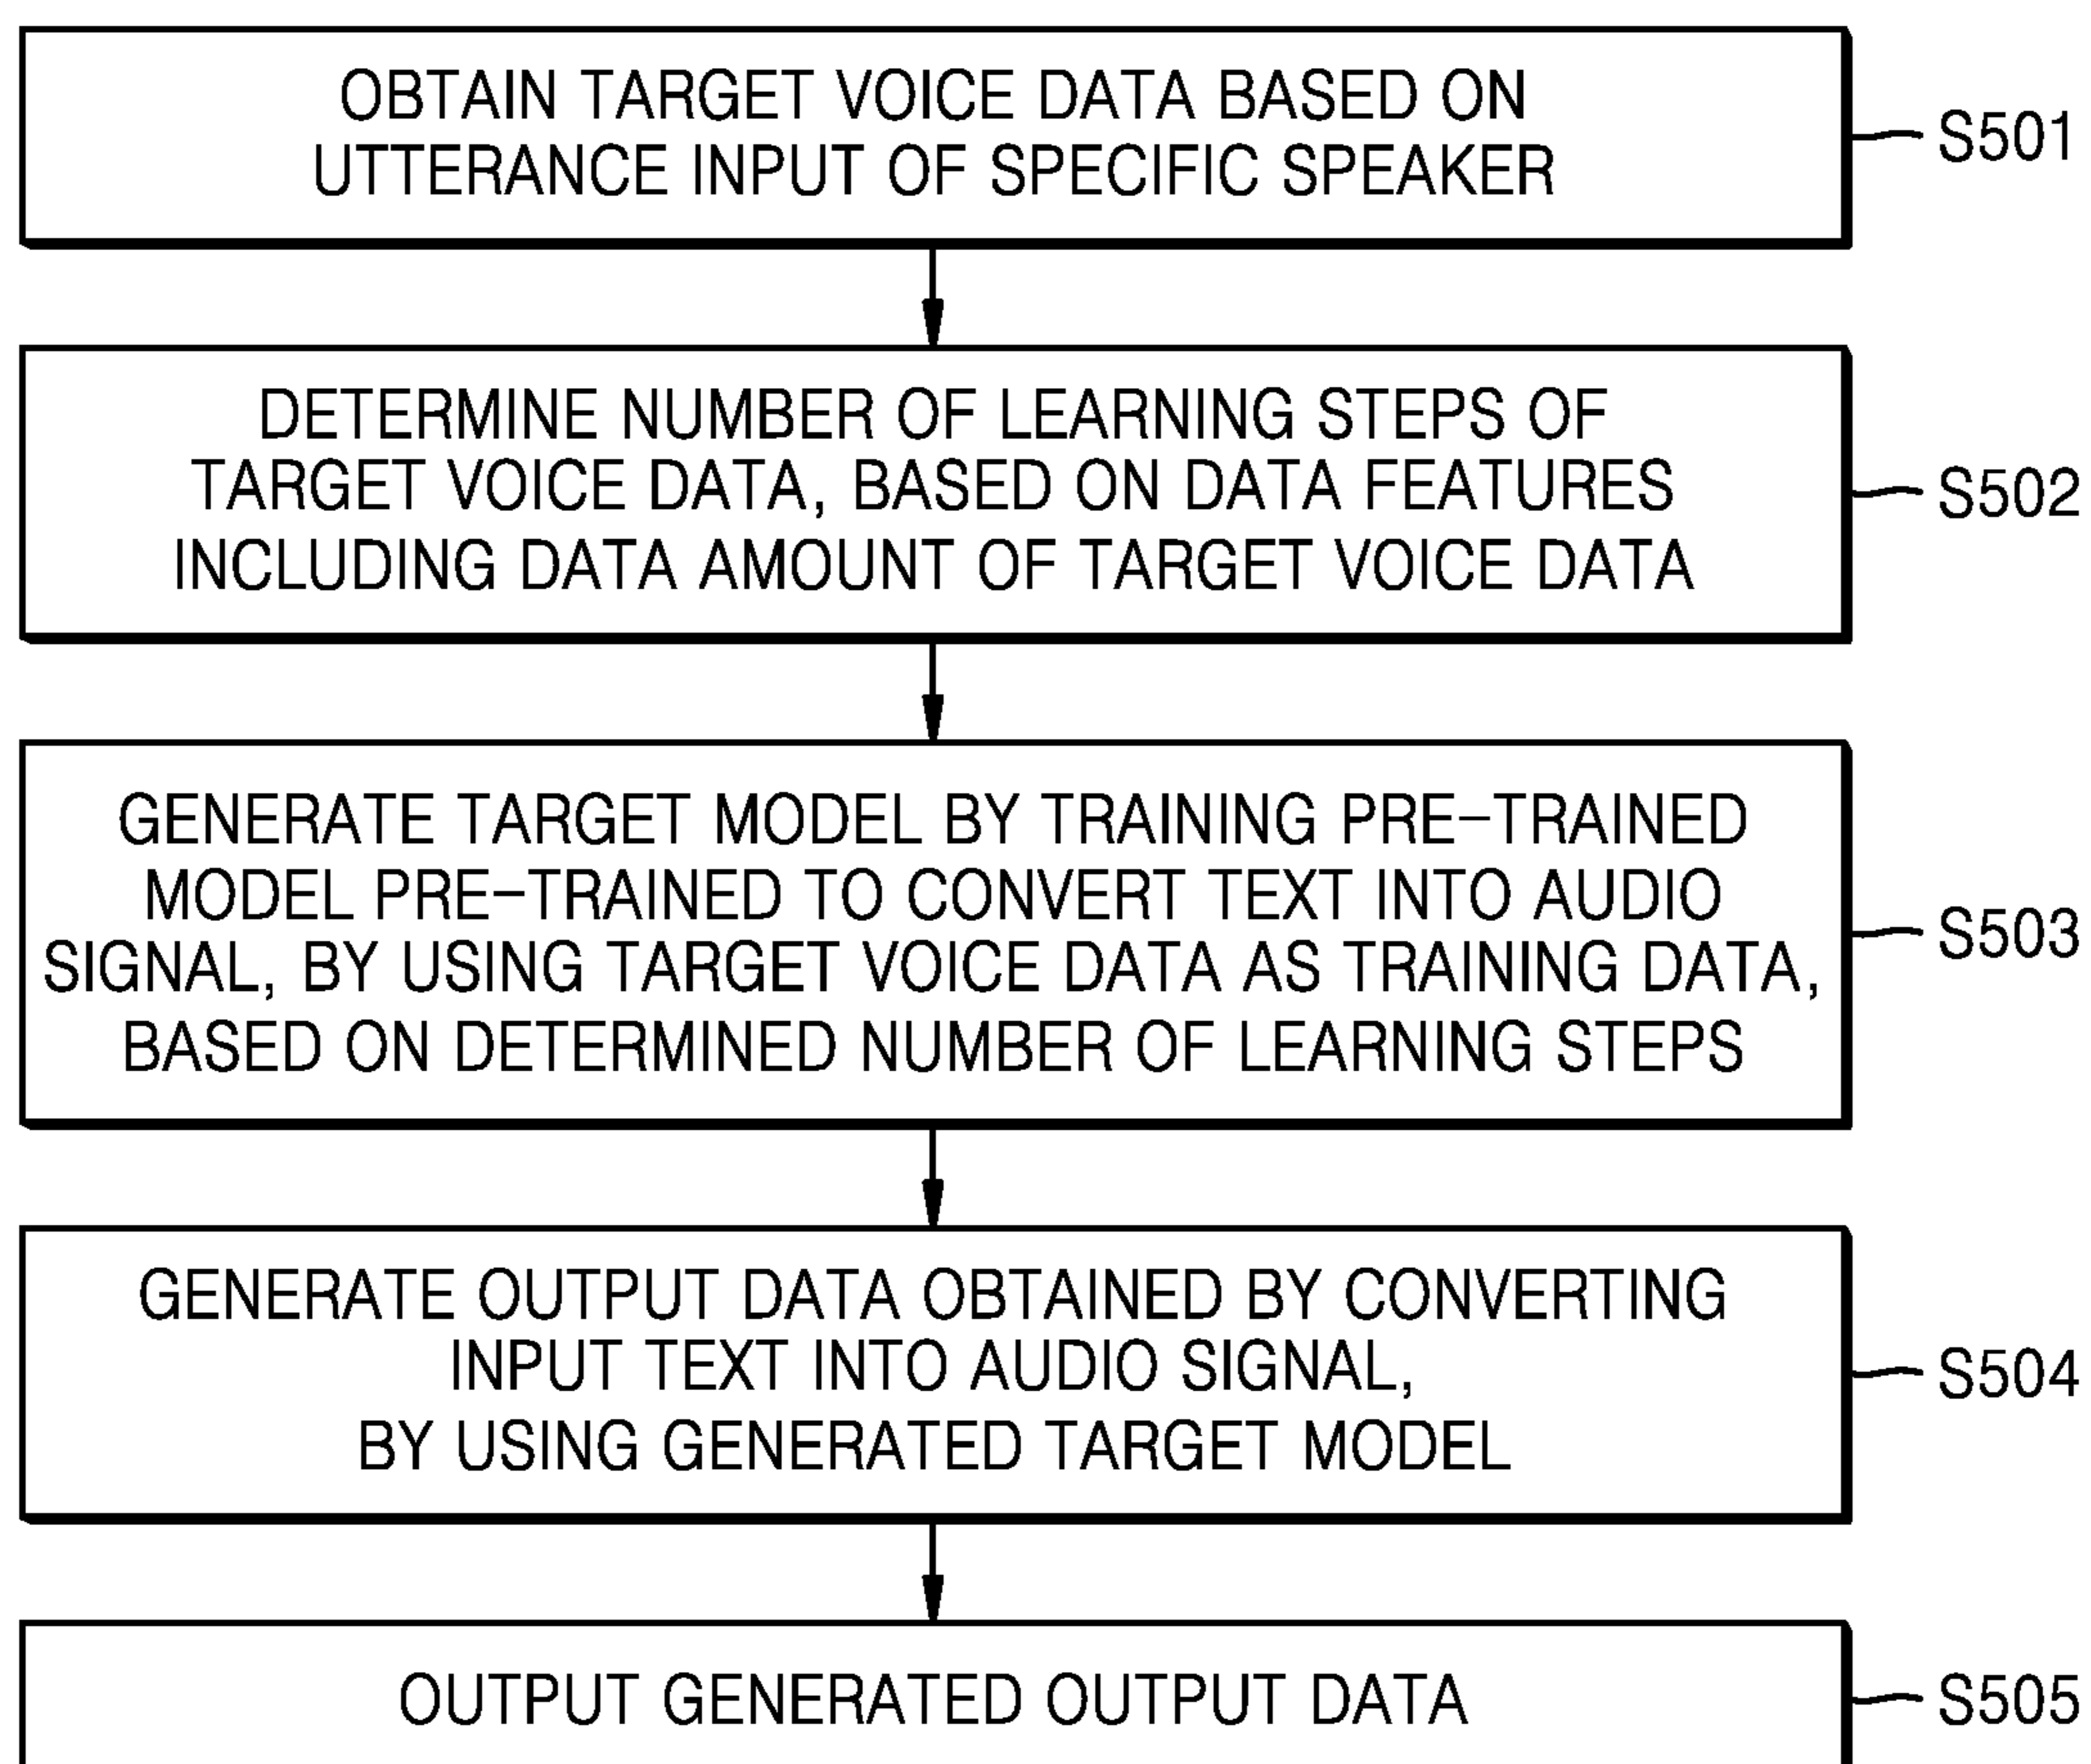 OBTAIN TARGET VOICE DATA BASED ON
UTTERANCE INPUT OF SPECIFIC SPEAKER
S501
DETERMINE NUMBER OF LEARNING STEPS OF
TARGET VOICE DATA, BASED ON DATA FEATURES
INCLUDING DATA AMOUNT OF TARGET VOICE DATA
S502
GENERATE TARGET MODEL BY TRAINING PRE-TRAINED
MODEL PRE-TRAINED TO CONVERT TEXT INTO AUDIO
SIGNAL, BY USING TARGET VOICE DATA AS TRAINING DATA,
BASED ON DETERMINED NUMBER OF LEARNING STEPS
S503
GENERATE OUTPUT DATA OBTAINED BY CONVERTING
INPUT TEXT INTO AUDIO SIGNAL,
BY USING GENERATED TARGET MODEL
S504
OUTPUT GENERATED OUTPUT DATA
S505